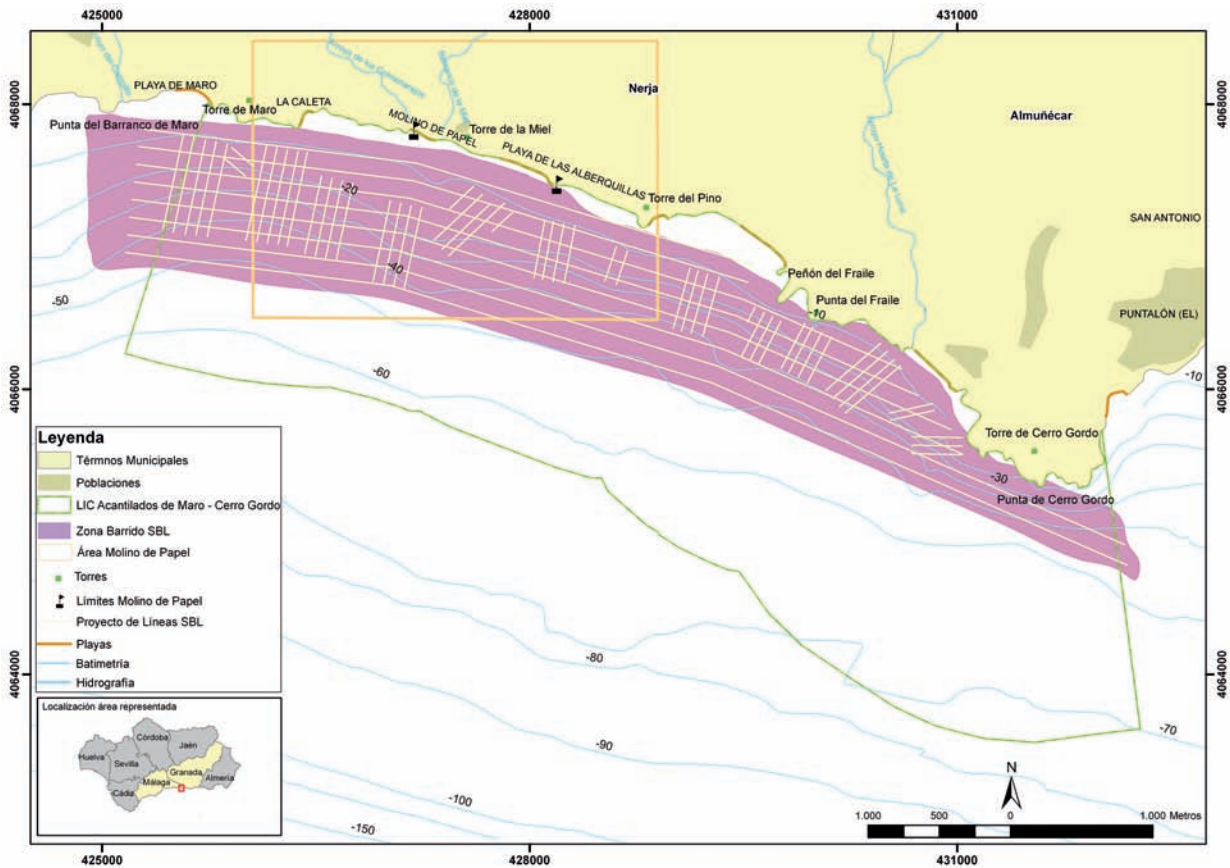 425000
428000
431000
4068000
4068000
Nerja
Almuñécar
PLAYA DE MARO
Torre de Maro
LA CALETA
Punta del Barranco de Maro
MOLINO DE PAPEL
Torre de la Miel
PLAYA DE LAS ALBERQUILLAS
Torre del Pino
SAN ANTONIO
-20
-40
-50
Peñón del Fraile
Punta del Fraile
-10
PUNTALÓN (EL)
4066000
4066000
-60
-10
Torre de Cerro Gordo
-30
Punta de Cerro Gordo
Leyenda
Térmnos Municipales
Poblaciones
LIC Acantilados de Maro - Cerro Gordo
Zona Barrido SBL
Área Molino de Papel
Torres
Límites Molino de Papel
Proyecto de Líneas SBL
Playas
Batimetría
Hidrografía
4064000
4064000
-80
-70
-90
-100
-150
Localización área representada
Córdoba
Jaén
Huelva
Sevilla
Granada
Málaga
Almería
Cádiz
N
1.000 500 0 1.000 Metros
425000
428000
431000